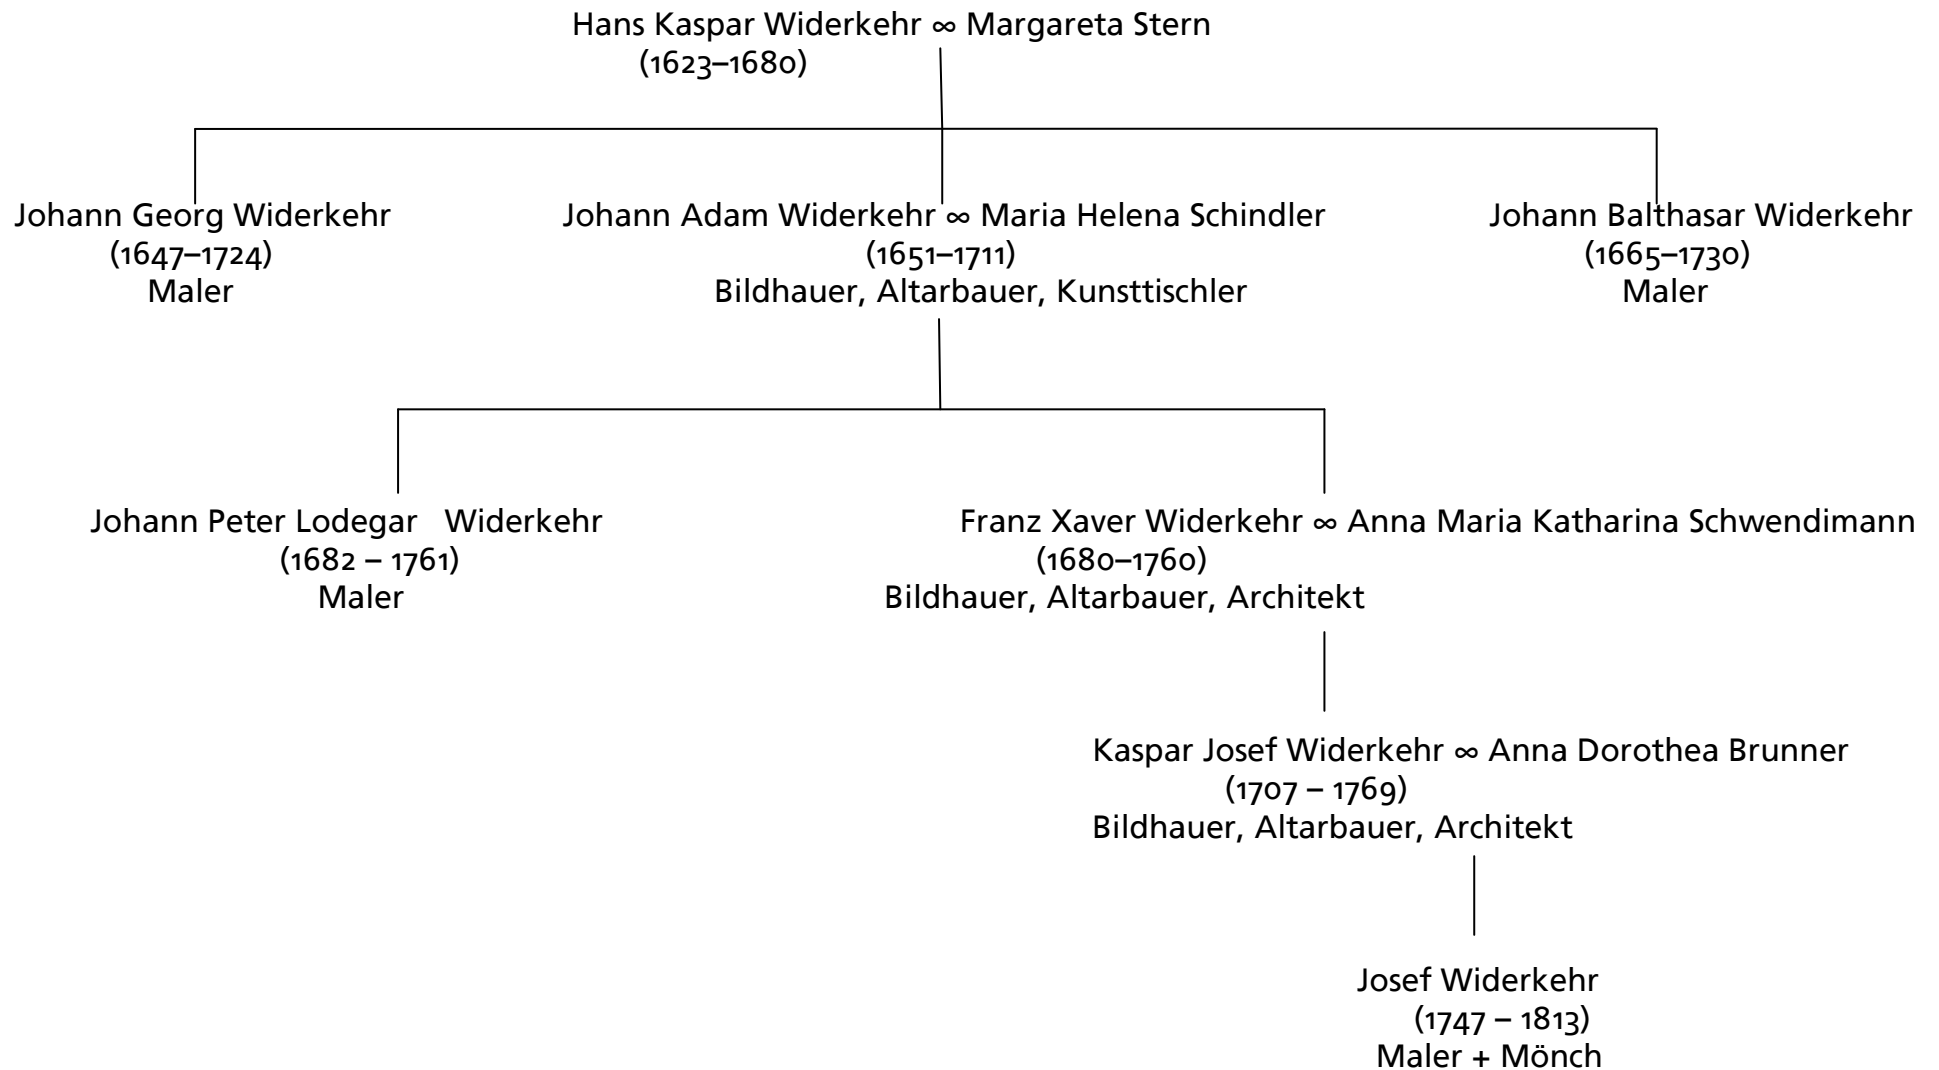 Hans Kaspar Widerkehr ∞ Margareta Stern
(1623–1680)
Johann Georg Widerkehr
(1647–1724)
Maler
Johann Adam Widerkehr ∞ Maria Helena Schindler
(1651–1711)
Bildhauer, Altarbauer, Kunsttischler
Johann Balthasar Widerkehr
(1665–1730)
Maler
Johann Peter Lodegar Widerkehr
(1682 – 1761)
Maler
Franz Xaver Widerkehr ∞ Anna Maria Katharina Schwendimann
(1680–1760)
Bildhauer, Altarbauer, Architekt
Kaspar Josef Widerkehr ∞ Anna Dorothea Brunner
(1707 – 1769)
Bildhauer, Altarbauer, Architekt
Josef Widerkehr
(1747 – 1813)
Maler + Mönch